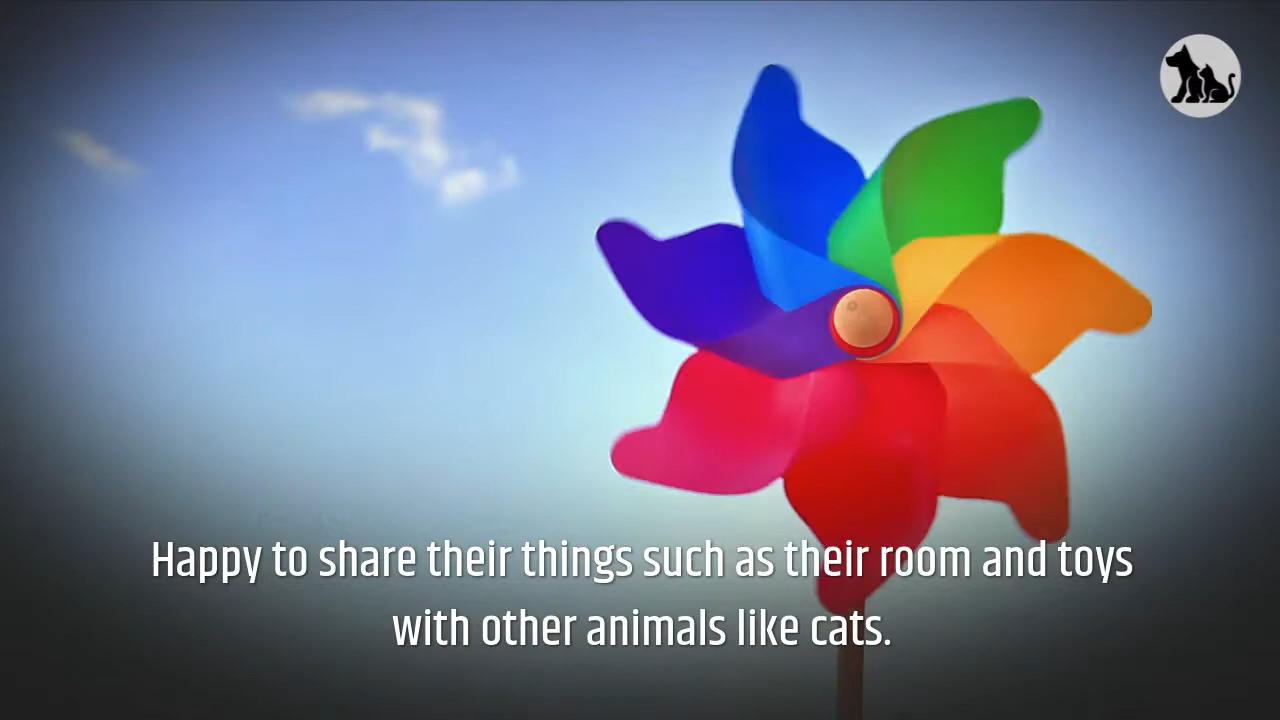 Happy to share their things such as their room and toys
with other animals like cats.